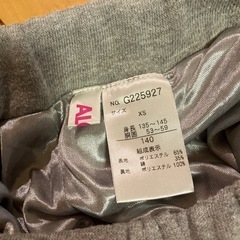 AL
NO. G225927
サイズ XS
身長 135~145
胴囲 53~59
140
組成表示
表地 ポリエステル 65%
綿 35%
裏地 ポリエステル 100%